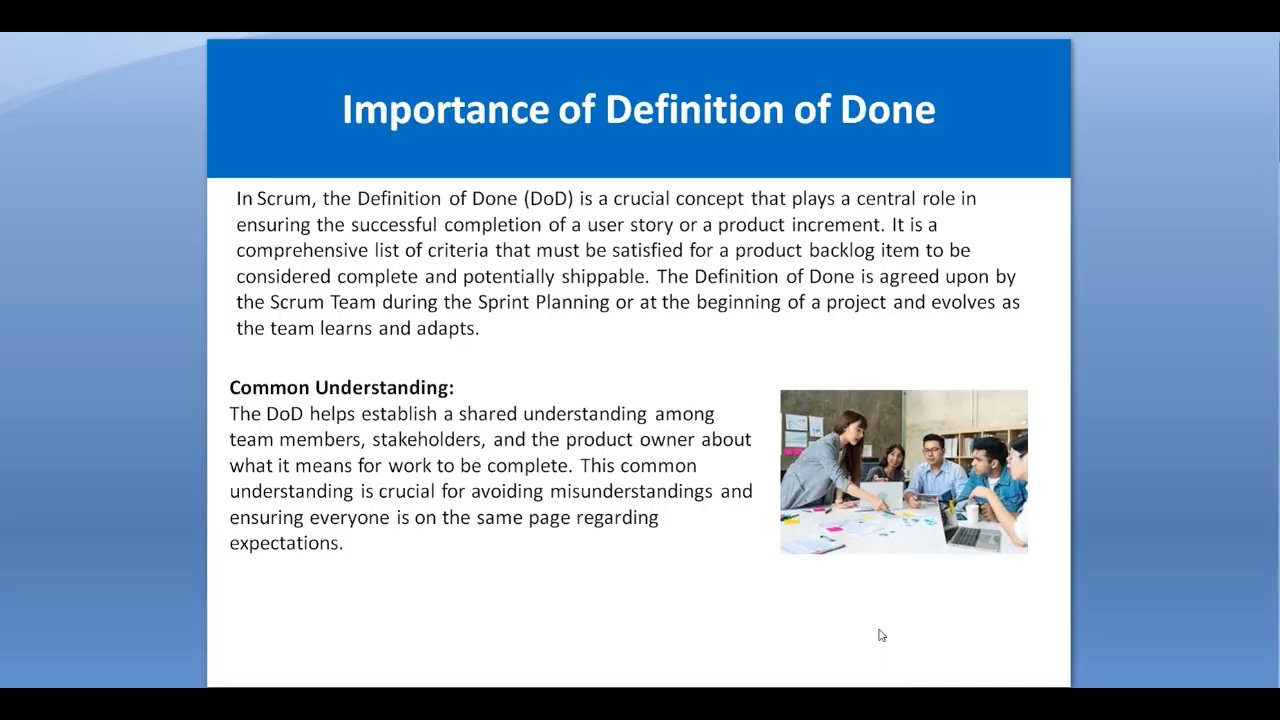 Importance of Definition of Done
In Scrum, the Definition of Done (DoD) is a crucial concept that plays a central role in
ensuring the successful completion of a user story or a product increment. It is a
comprehensive list of criteria that must be satisfied for a product backlog item to be
considered complete and potentially shippable. The Definition of Done is agreed upon by
the Scrum Team during the Sprint Planning or at the beginning of a project and evolves as
the team learns and adapts.
Common Understanding:
The DoD helps establish a shared understanding among
team members, stakeholders, and the product owner about
what it means for work to be complete. This common
understanding is crucial for avoiding misunderstandings and
ensuring everyone is on the same page regarding
expectations.